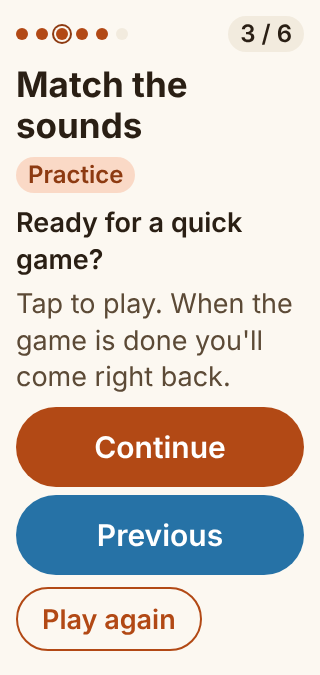 3 / 6
Match the
sounds
Practice
Ready for a quick
game?
Tap to play. When the
game is done you'll
come right back.
Continue
Previous
Play again